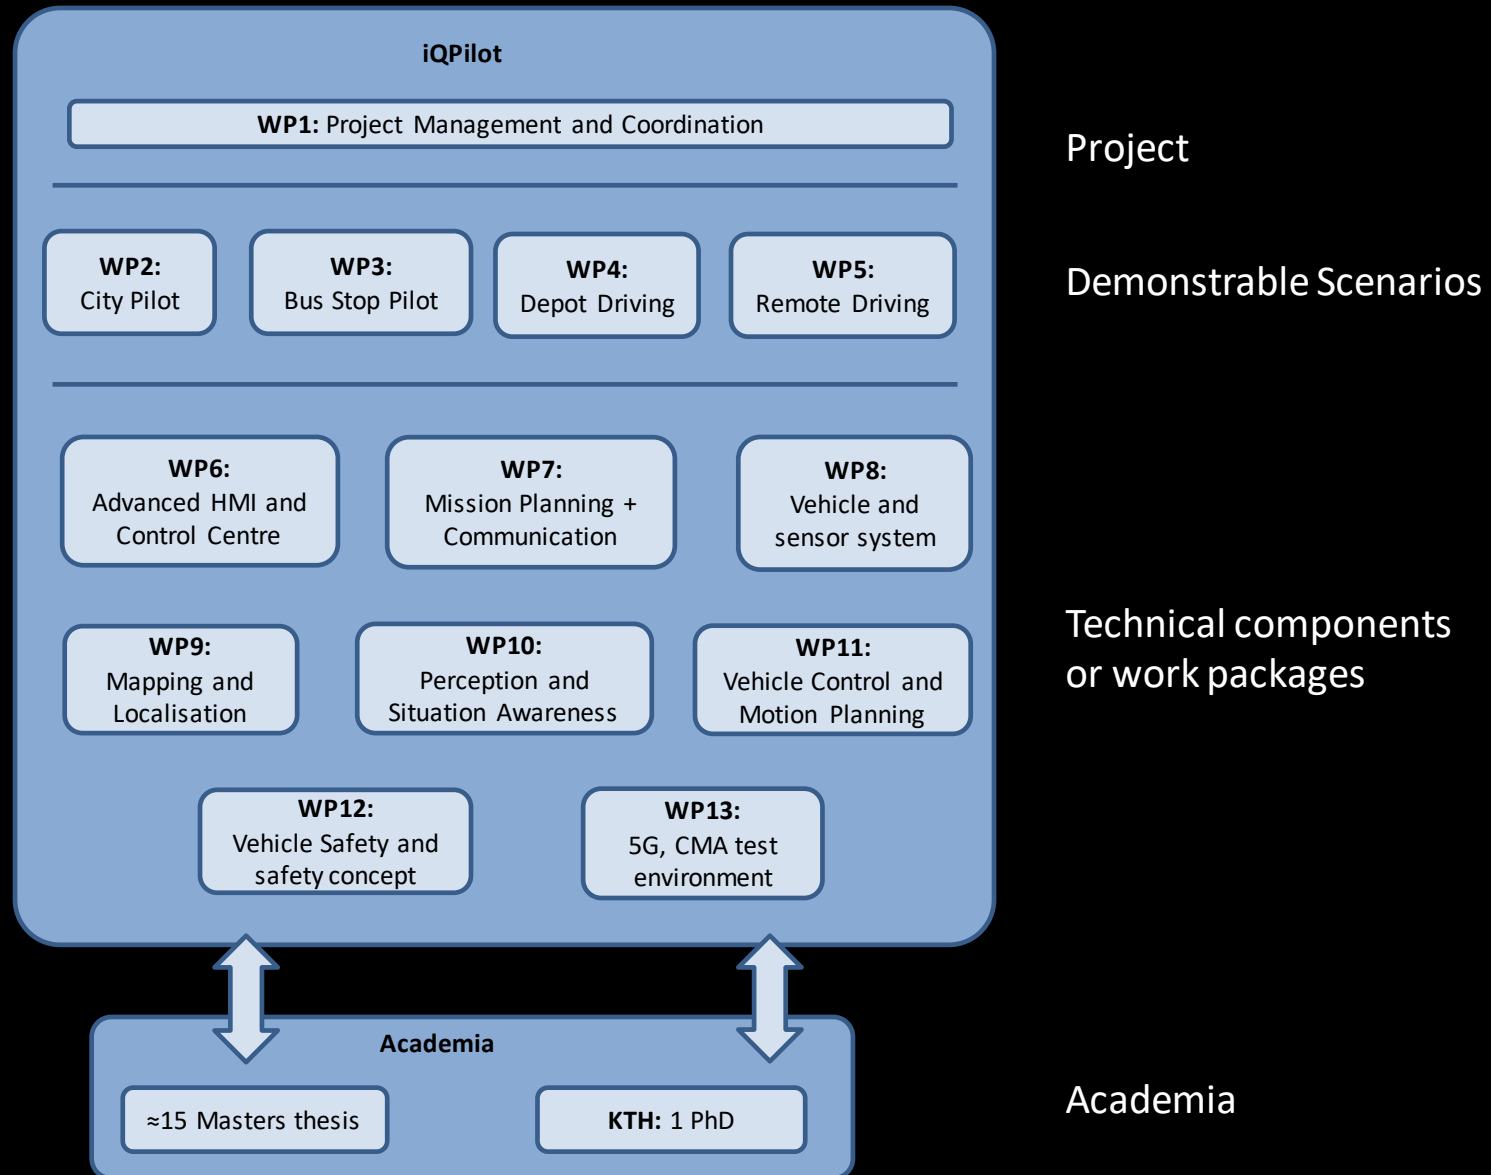 iQPilot
WP1: Project Management and Coordination
Project
WP2:
City Pilot
WP3:
Bus Stop Pilot
WP4:
Depot Driving
WP5:
Remote Driving
Demonstrable Scenarios
WP6:
Advanced HMI and
Control Centre
WP7:
Mission Planning +
Communication
WP8:
Vehicle and
sensor system
WP9:
Mapping and
Localisation
WP10:
Perception and
Situation Awareness
WP11:
Vehicle Control and
Motion Planning
Technical components
or work packages
WP12:
Vehicle Safety and
safety concept
WP13:
5G, CMA test
environment
Academia
≈15 Masters thesis
KTH: 1 PhD
Academia